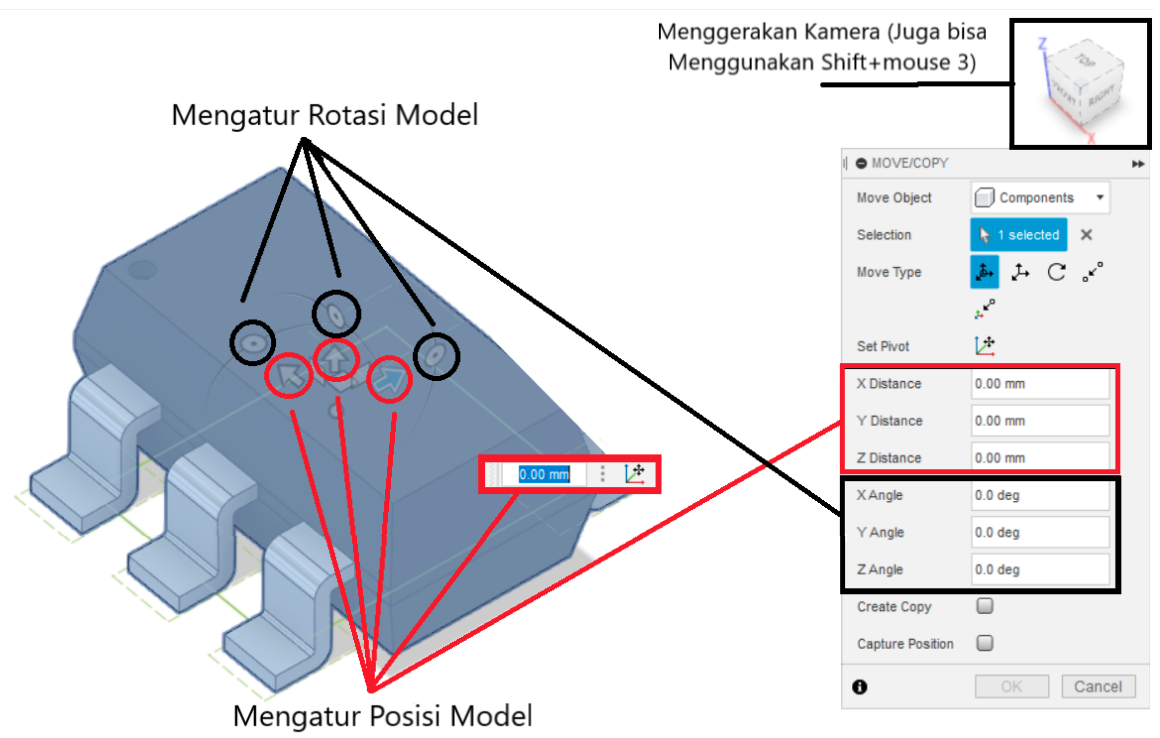 Menggerakan Kamera (Juga bisa
Menggunakan Shift+mouse 3)
Z
TOP
FRONT
RIGHT
X
Mengatur Rotasi Model
MOVE/COPY
Move Object
Components
Selection
1 selected
Move Type
Set Pivot
X Distance
0.00 mm
Y Distance
0.00 mm
Z Distance
0.00 mm
0.00 mm
X Angle
0.0 deg
Y Angle
0.0 deg
Z Angle
0.0 deg
Create Copy
Capture Position
OK
Cancel
Mengatur Posisi Model